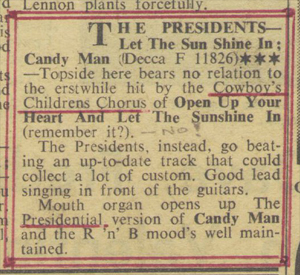 d Lennon plants forcefully.
THE PRESIDENTS—
Let The Sun Shine In;
Candy Man (Decca F 11826)★★★
—Topside here bears no relation to
the erstwhile hit by the Cowboy's
Childrens Chorus of Open Up Your
Heart And Let The Sunshine In
(remember it?). — No!
The Presidents, instead, go beat-
ing an up-to-date track that could
collect a lot of custom. Good lead
singing in front of the guitars.
Mouth organ opens up The
Presidential version of Candy Man
and the R 'n' B mood's well main-
tained.